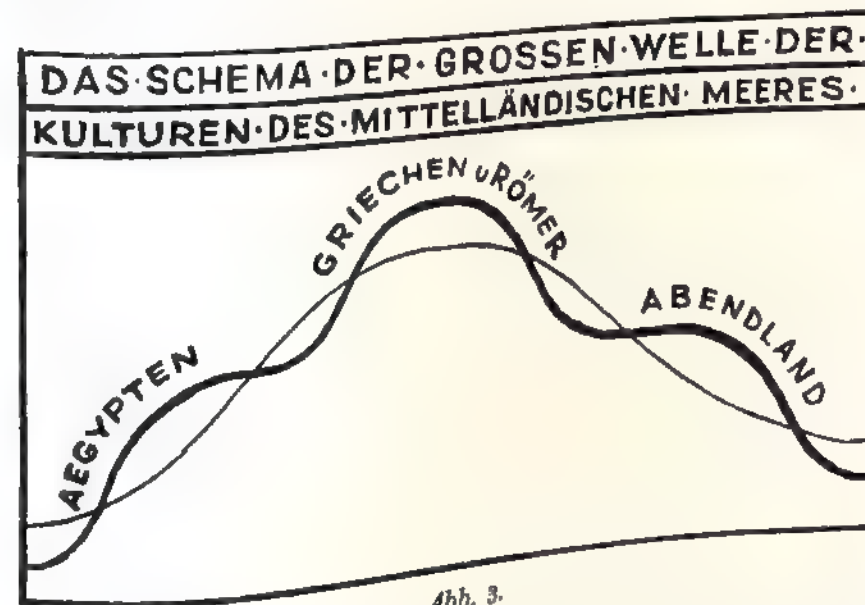 DAS·SCHEMA·DER·GROSSEN·WELLE·DER·
KULTUREN·DES·MITTELLÄNDISCHEN·MEERES·
GRIECHEN u RÖMER
ABENDLAND
AEGYPTEN
Abb. 3.